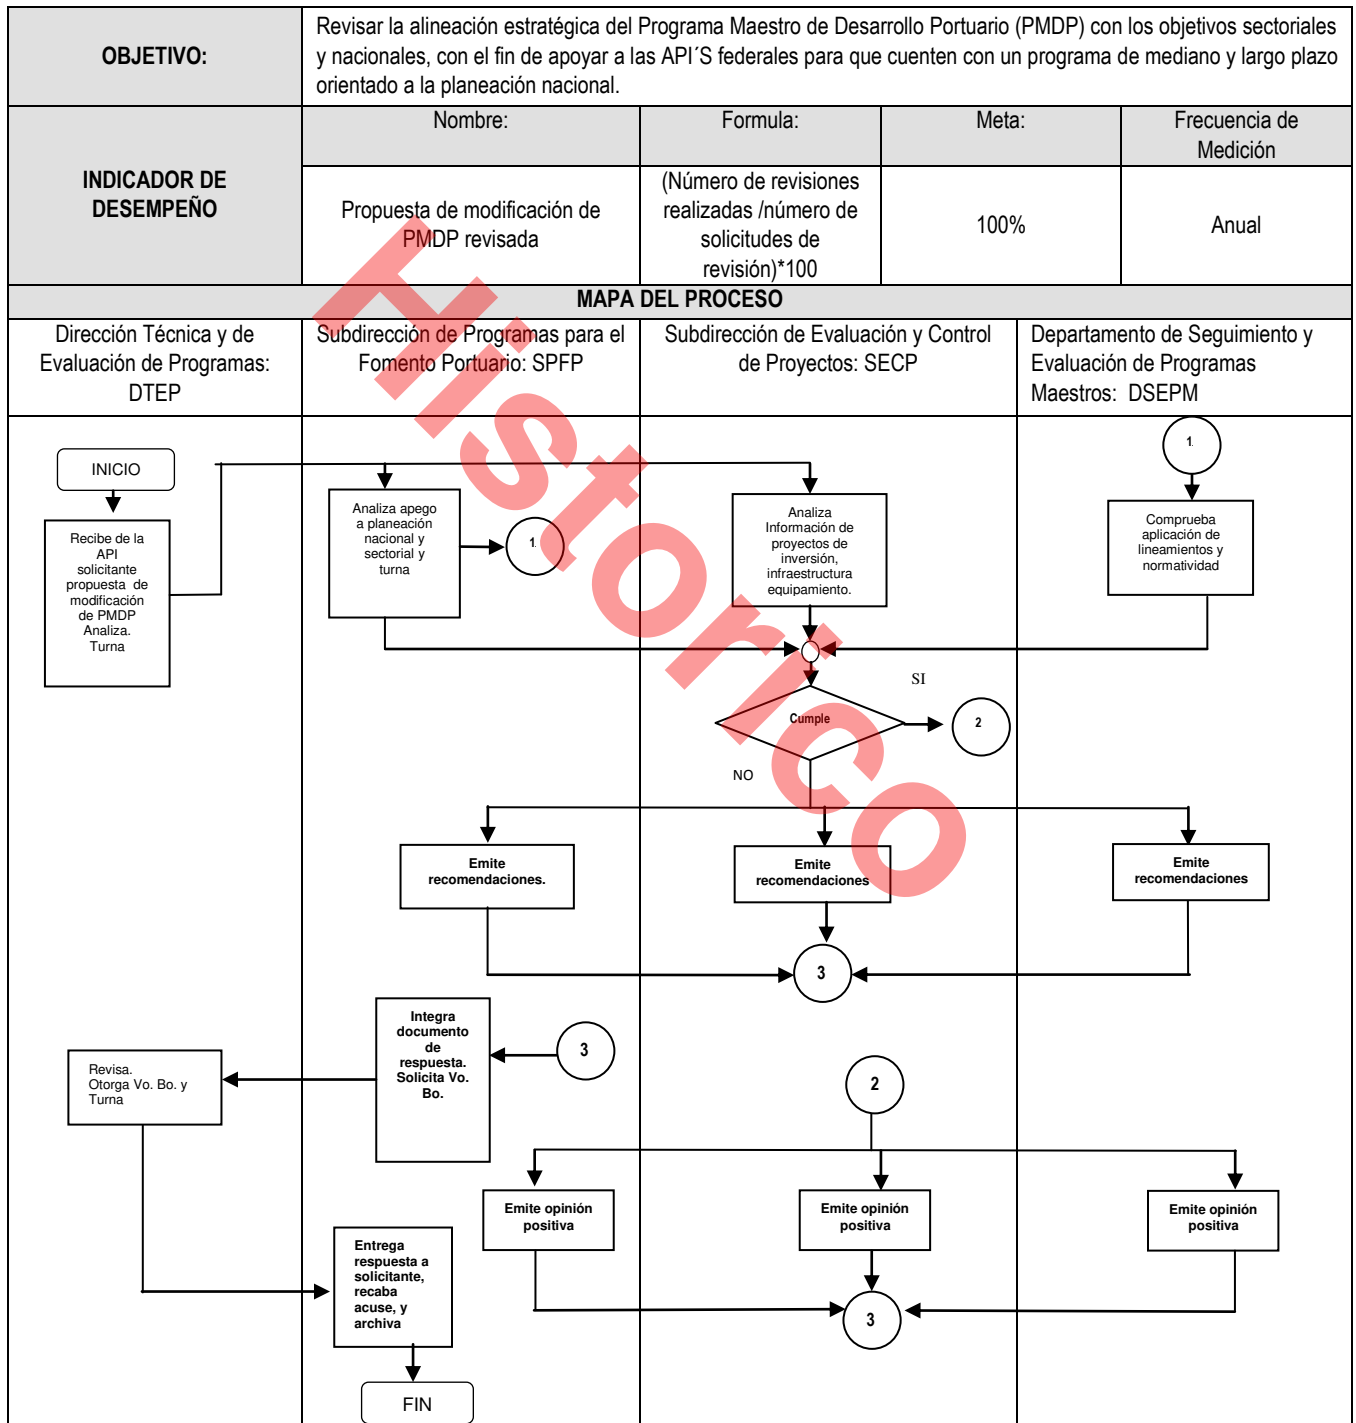 OBJETIVO:
Revisar la alineación estratégica del Programa Maestro de Desarrollo Portuario (PMDP) con los objetivos sectoriales
y nacionales, con el fin de apoyar a las API´S federales para que cuenten con un programa de mediano y largo plazo
orientado a la planeación nacional.
INDICADOR DE
DESEMPEÑO
Nombre:
Formula:
Meta:
Frecuencia de
Medición
Propuesta de modificación de
PMDP revisada
(Número de revisiones
realizadas /número de
solicitudes de
revisión)*100
100%
Anual
MAPA DEL PROCESO
Dirección Técnica y de
Evaluación de Programas:
DTEP
Subdirección de Programas para el
Fomento Portuario: SPFP
Subdirección de Evaluación y Control
de Proyectos: SECP
Departamento de Seguimiento y
Evaluación de Programas
Maestros: DSEPM
INICIO
Recibe de la
API
solicitante
propuesta de
modificación
de PMDP
Analiza.
Turna
Analiza apego
a planeación
nacional y
sectorial y
turna
1.
Analiza
Información de
proyectos de
inversión,
infraestructura
equipamiento.
1.
Comprueba
aplicación de
lineamientos y
normatividad
Cumple
SI
2
NO
Emite
recomendaciones.
Emite
recomendaciones
Emite
recomendaciones
3
Integra
documento
de
respuesta.
Solicita Vo.
Bo.
3
Revisa.
Otorga Vo. Bo. y
Turna
2
Emite opinión
positiva
Emite opinión
positiva
Emite opinión
positiva
Entrega
respuesta a
solicitante,
recaba
acuse, y
archiva
3
FIN
Historico